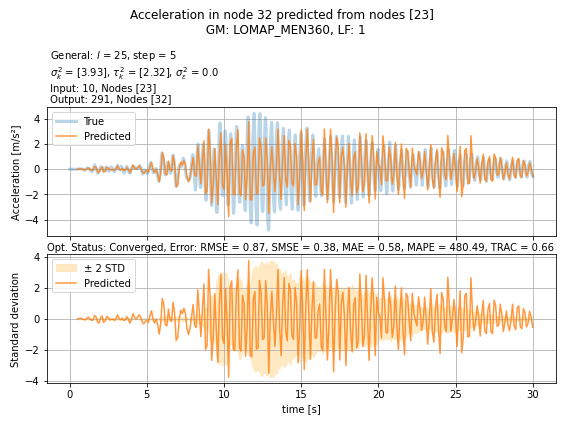 Acceleration in node 32 predicted from nodes [23]
GM: LOMAP_MEN360, LF: 1
General: l = 25, step = 5
σ²ₖ = [3.93], τ²ₖ = [2.32], σ²ε = 0.0
Input: 10, Nodes [23]
Output: 291, Nodes [32]
Acceleration [m/s²]
4
2
0
−2
−4
True
Predicted
Opt. Status: Converged, Error: RMSE = 0.87, SMSE = 0.38, MAE = 0.58, MAPE = 480.49, TRAC = 0.66
Standard deviation
4
2
0
−2
−4
± 2 STD
Predicted
0 5 10 15 20 25 30
time [s]